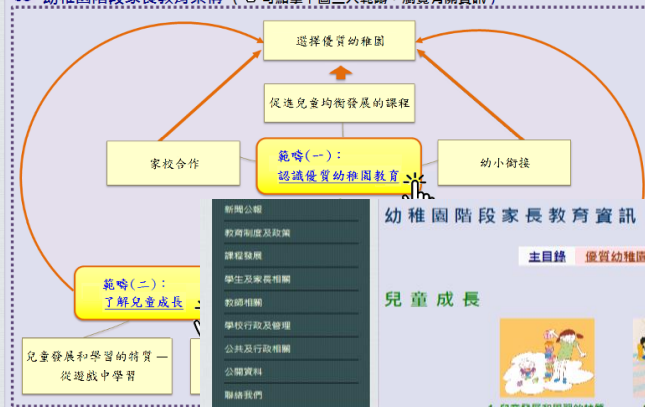 選擇優質幼稚園
促進兒童均衡發展的課程
家校合作
範疇(一)：
認識優質幼稚園教育
幼小銜接
範疇(二)：
了解兒童成長
兒童發展和學習的特質 —
從遊戲中學習
新聞公報
教育制度及政策
課程發展
學生及家長相關
教師相關
學校行政及管理
公共及行政相關
公開資料
聯絡我們
幼稚園階段家長教育資訊
主目錄
優質幼稚園
兒童成長